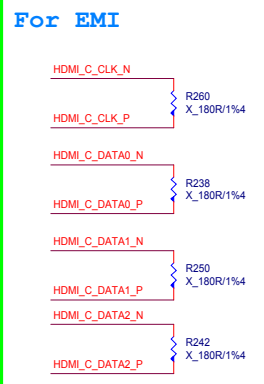 For EMI
HDMI_C_CLK_N
R260
X_180R/1%4
HDMI_C_CLK_P
HDMI_C_DATA0_N
R238
X_180R/1%4
HDMI_C_DATA0_P
HDMI_C_DATA1_N
R250
X_180R/1%4
HDMI_C_DATA1_P
HDMI_C_DATA2_N
R242
X_180R/1%4
HDMI_C_DATA2_P